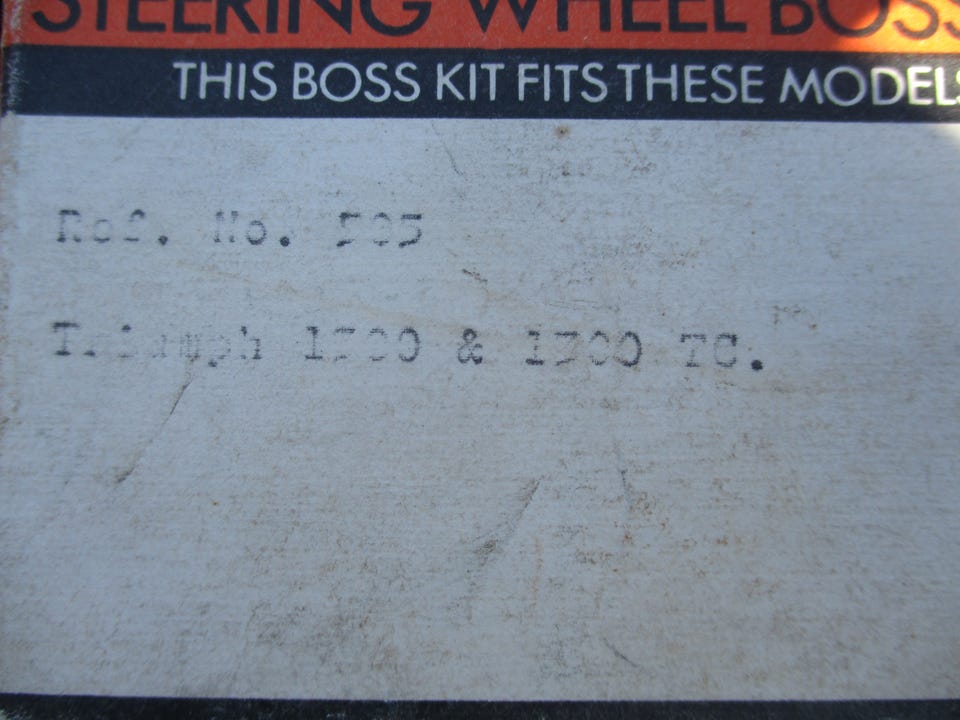 STEERING WHEEL BOSS
THIS BOSS KIT FITS THESE MODELS
Ref. No.
Triumph 1300 & 1300 TC.